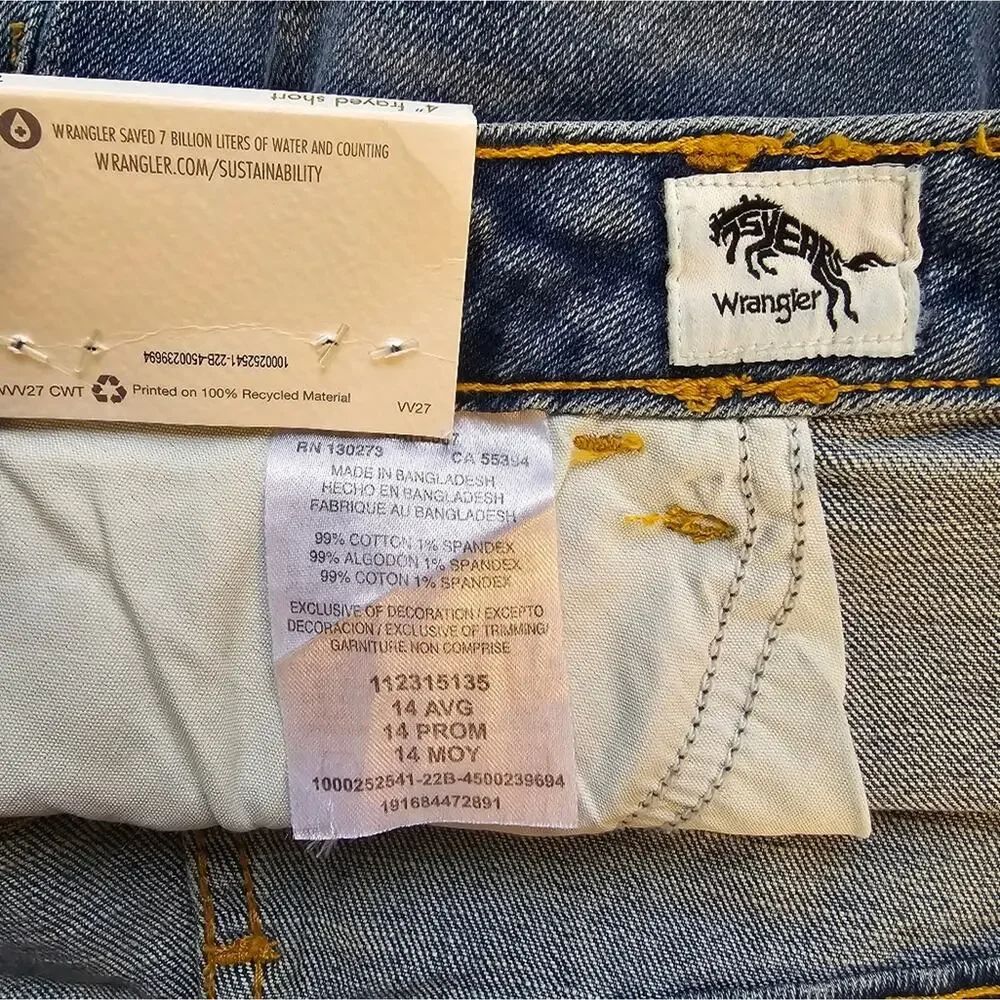 4" frayed short
WRANGLER SAVED 7 BILLION LITERS OF WATER AND COUNTING
WRANGLER.COM/SUSTAINABILITY
1000252541-22B-4500239694
VV27 CWT Printed on 100% Recycled Material
VV27
75 YEARS
Wrangler
RN 130273 CA 55394
MADE IN BANGLADESH
HECHO EN BANGLADESH
FABRIQUE AU BANGLADESH
99% COTTON 1% SPANDEX
99% ALGODON 1% SPANDEX
99% COTON 1% SPANDEX
EXCLUSIVE OF DECORATION / EXCEPTO
DECORACION / EXCLUSIVE OF TRIMMING/
GARNITURE NON COMPRISE
112315135
14 AVG
14 PROM
14 MOY
1000252541-22B-4500239694
191684472891